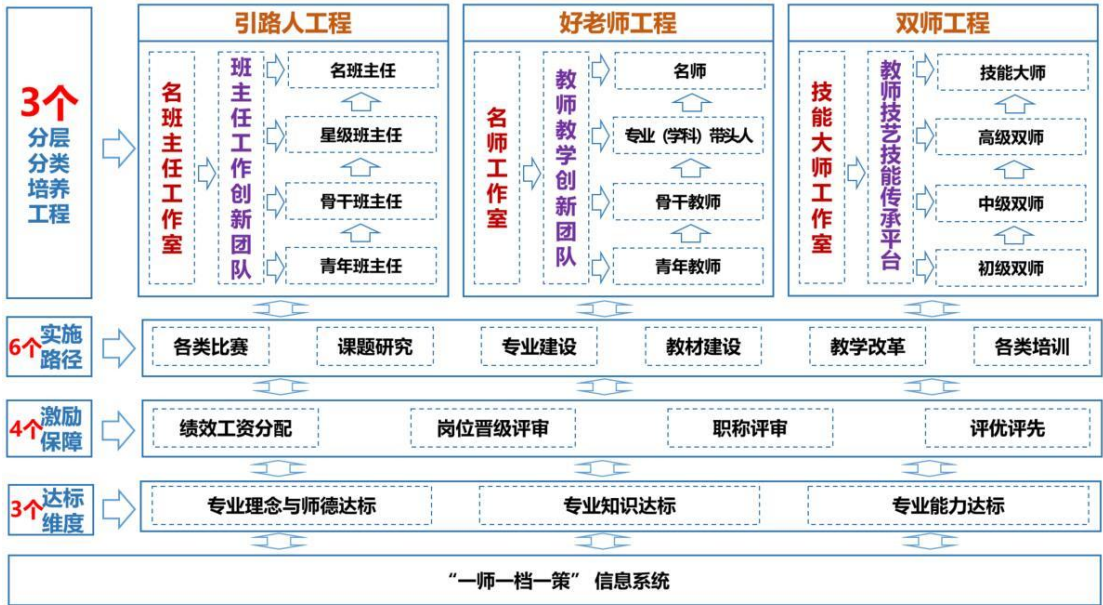 3个
分层
分类
培养
工程
引路人工程
名班主任工作室
班主任工作创新团队
名班主任
星级班主任
骨干班主任
青年班主任
好老师工程
名师工作室
教师教学创新团队
名师
专业（学科）带头人
骨干教师
青年教师
双师工程
技能大师工作室
教师技艺技能传承平台
技能大师
高级双师
中级双师
初级双师
6个实施
路径
各类比赛
课题研究
专业建设
教材建设
教学改革
各类培训
4个激励
保障
绩效工资分配
岗位晋级评审
职称评审
评优评先
3个达标
维度
专业理念与师德达标
专业知识达标
专业能力达标
“一师一档一策” 信息系统